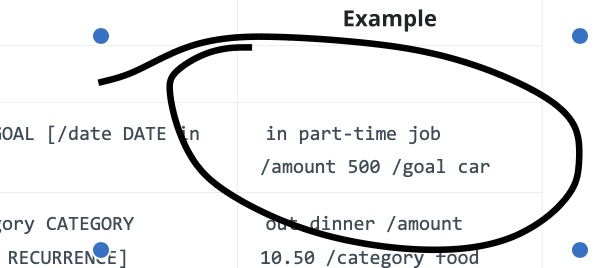 Example
GOAL [/date DATE in in part-time job
/amount 500 /goal car
gory CATEGORY out dinner /amount
RECURRENCE] 10.50 /category food